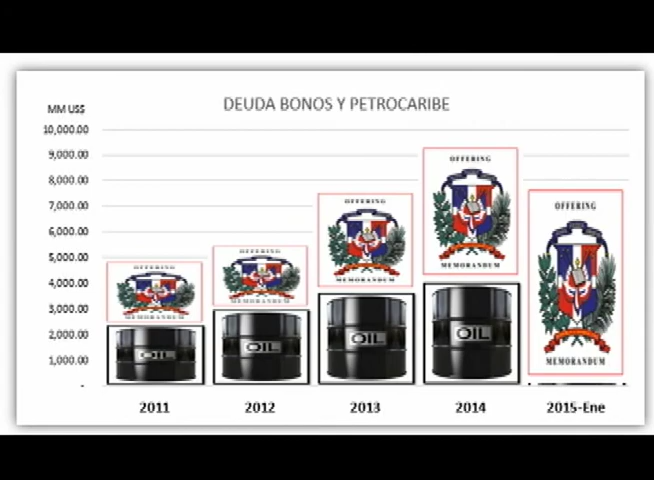 DEUDA BONOS Y PETROCARIBE
MM US$
10,000.00
9,000.00
8,000.00
7,000.00
6,000.00
5,000.00
4,000.00
3,000.00
2,000.00
1,000.00
-
OFFERING
MEMORANDUM
OIL
OFFERING
MEMORANDUM
OIL
OFFERING
MEMORANDUM
OIL
OFFERING
MEMORANDUM
OIL
OFFERING
MEMORANDUM
2011
2012
2013
2014
2015-Ene